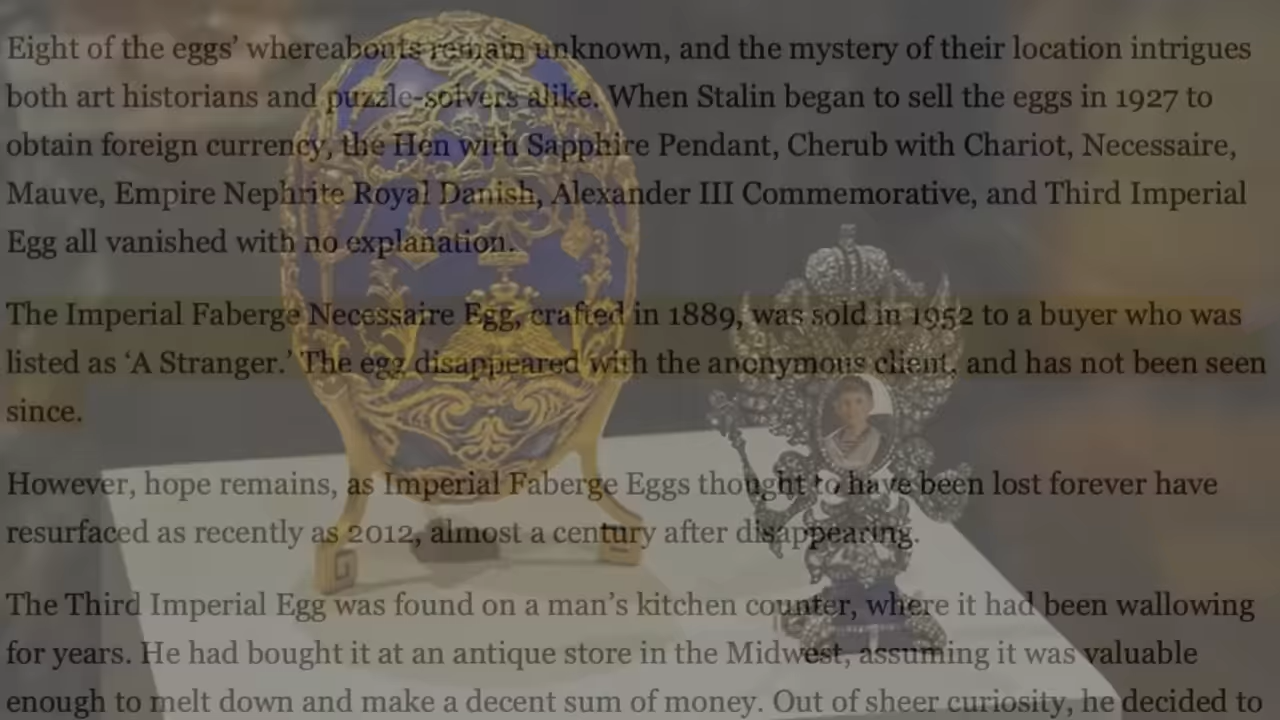 Eight of the eggs’ whereabouts remain unknown, and the mystery of their location intrigues
both art historians and puzzle-solvers alike. When Stalin began to sell the eggs in 1927 to
obtain foreign currency, the Hen with Sapphire Pendant, Cherub with Chariot, Necessaire,
Mauve, Empire Nephrite Royal Danish, Alexander III Commemorative, and Third Imperial
Egg all vanished with no explanation.
The Imperial Faberge Necessaire Egg, crafted in 1889, was sold in 1952 to a buyer who was
listed as ‘A Stranger.’ The egg disappeared with the anonymous client, and has not been seen
since.
However, hope remains, as Imperial Faberge Eggs thought to have been lost forever have
resurfaced as recently as 2012, almost a century after disappearing.
The Third Imperial Egg was found on a man’s kitchen counter, where it had been wallowing
for years. He had bought it at an antique store in the Midwest, assuming it was valuable
enough to melt down and make a decent sum of money. Out of sheer curiosity, he decided to